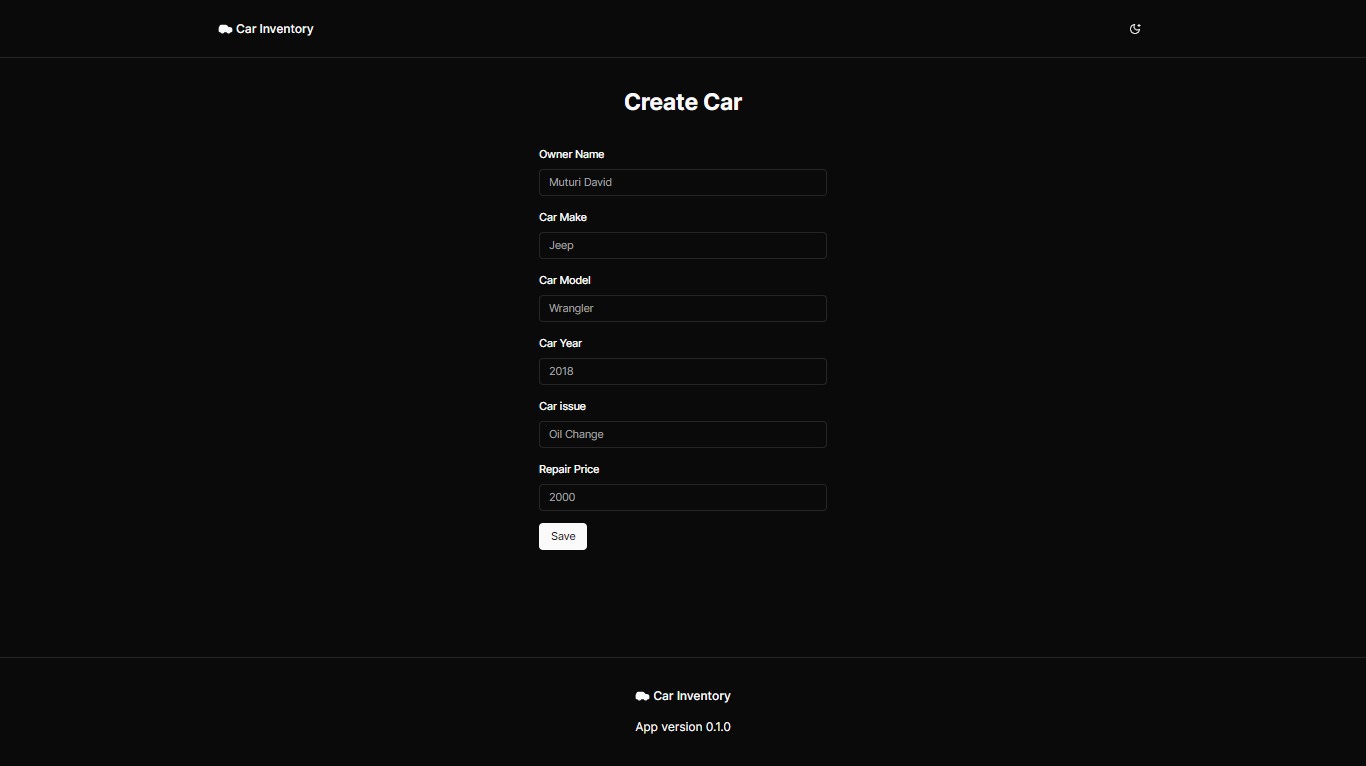 Car Inventory
Create Car
Owner Name
Muturi David
Car Make
Jeep
Car Model
Wrangler
Car Year
2018
Car issue
Oil Change
Repair Price
2000
Save
Car Inventory
App version 0.1.0